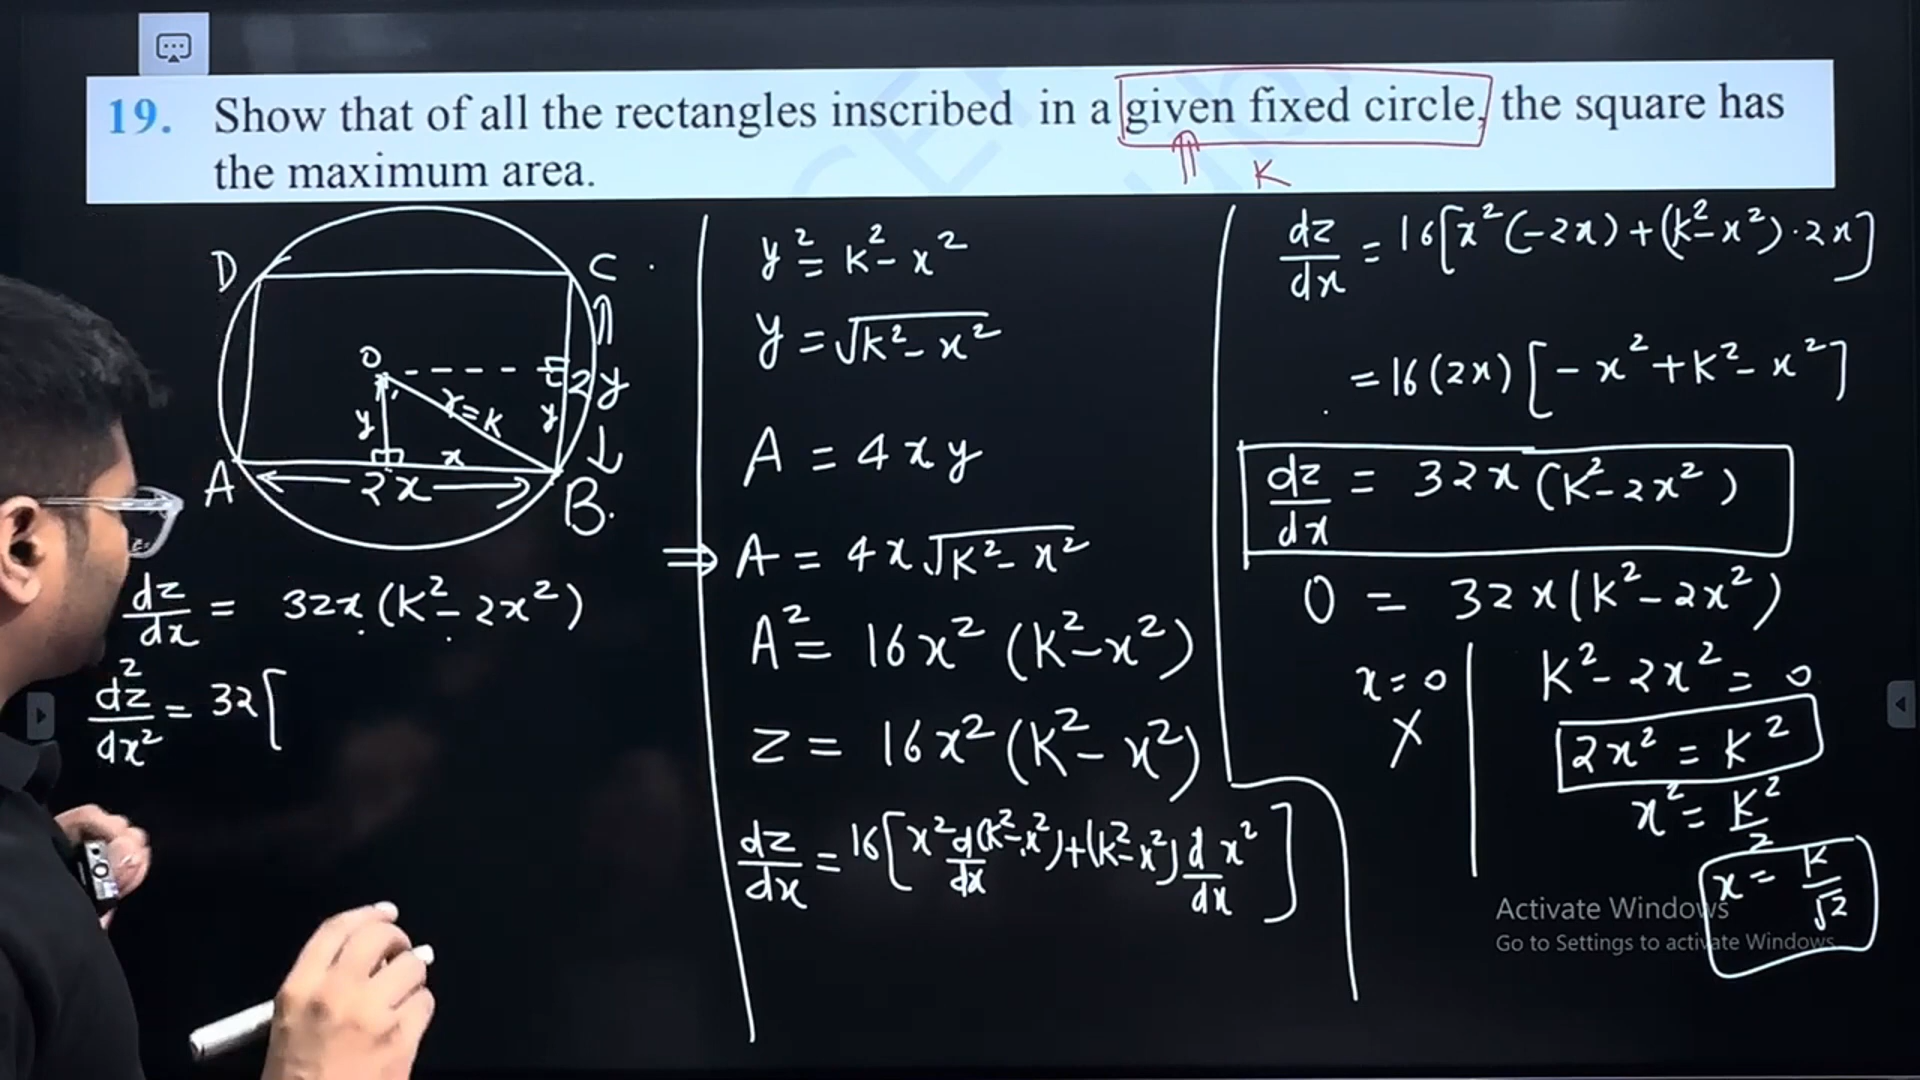 19. Show that of all the rectangles inscribed in a given fixed circle, the square has
the maximum area.
K
D C
O
r=k
y
y
2y
x
A 2x B.
dz/dx = 32x(K²-2x²)
d²z/dx² = 32[
y² = k²-x²
y = √k²-x²
A = 4xy
⇒ A = 4x√k²-x²
A² = 16x² (k²-x²)
z = 16x² (k²-x²)
dz/dx = 16[x² d/dx(k²-x²)+(k²-x²) d/dx x²]
dz/dx = 16[x²(-2x)+(k²-x²)·2x]
= 16(2x)[-x²+k²-x²]
dz/dx = 32x(k²-2x²)
0 = 32x(k²-2x²)
x=0
X
k²-2x² = 0
2x² = k²
x² = k²/2
x = k/√2
Activate Windows
Go to Settings to activate Windows.